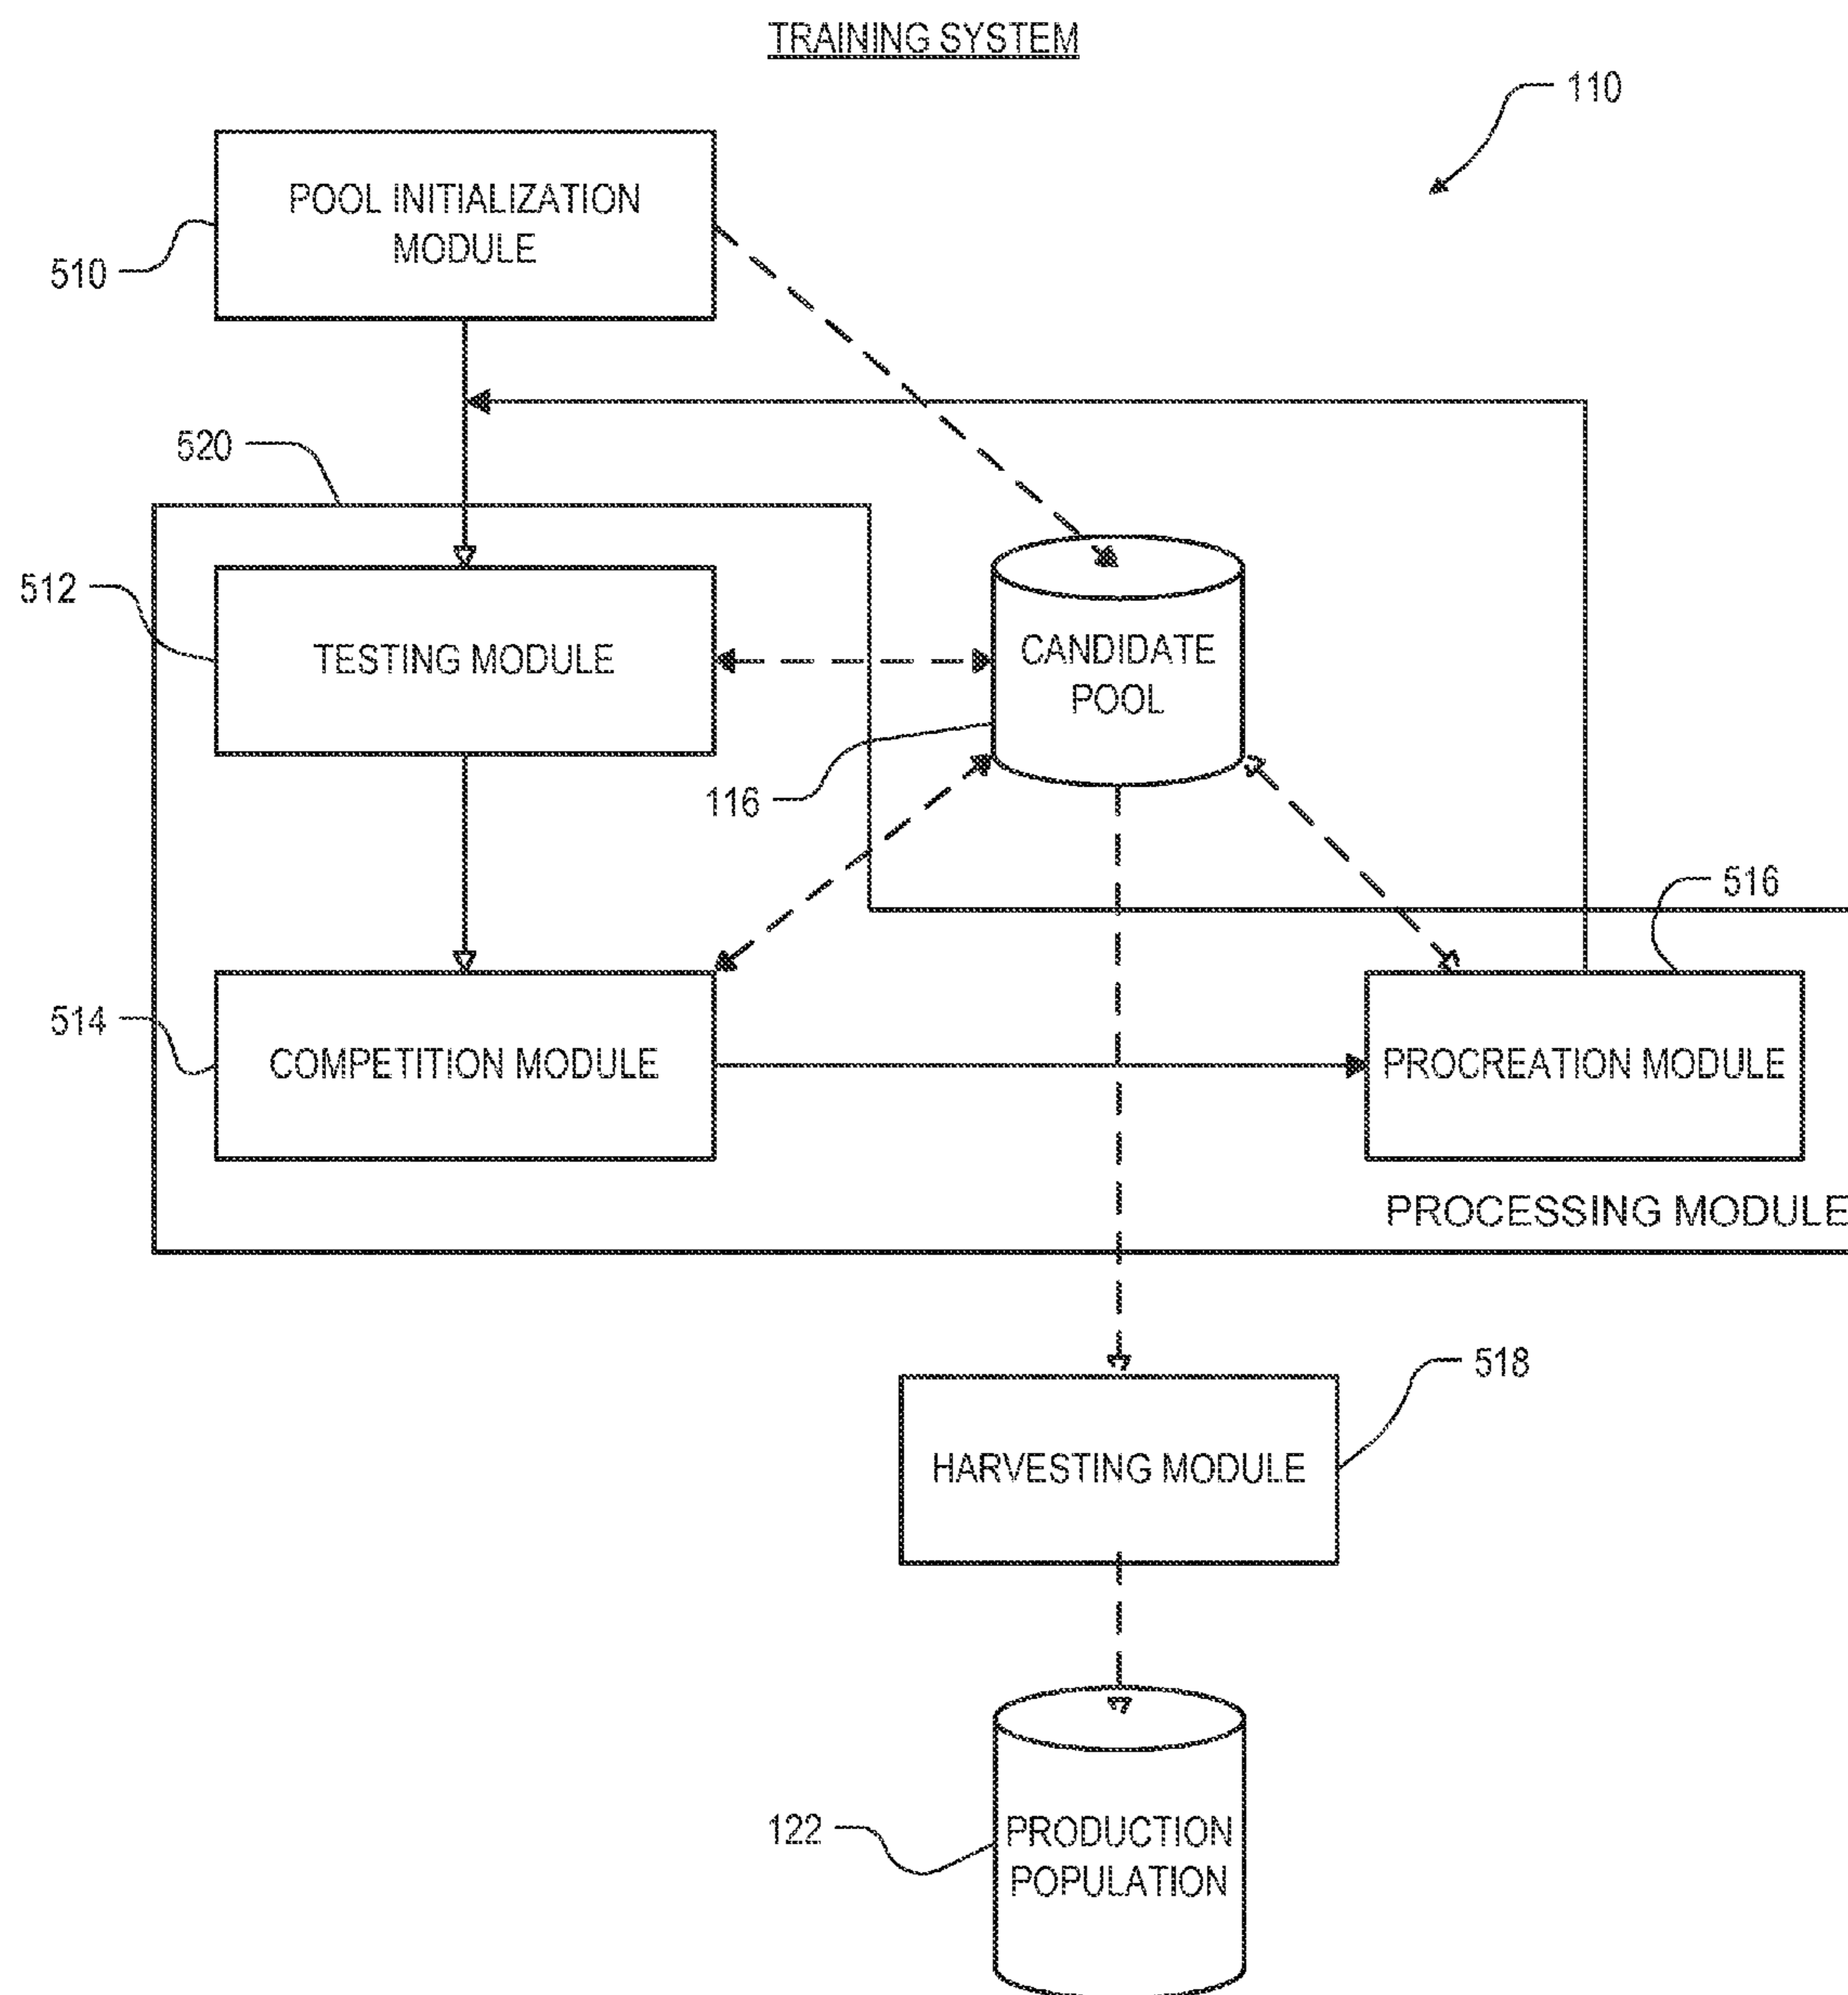 TRAINING SYSTEM
110
POOL INITIALIZATION
MODULE
510
520
512
TESTING MODULE
CANDIDATE
POOL
116
516
514
COMPETITION MODULE
PROCREATION MODULE
PROCESSING MODULE
518
HARVESTING MODULE
122
PRODUCTION
POPULATION